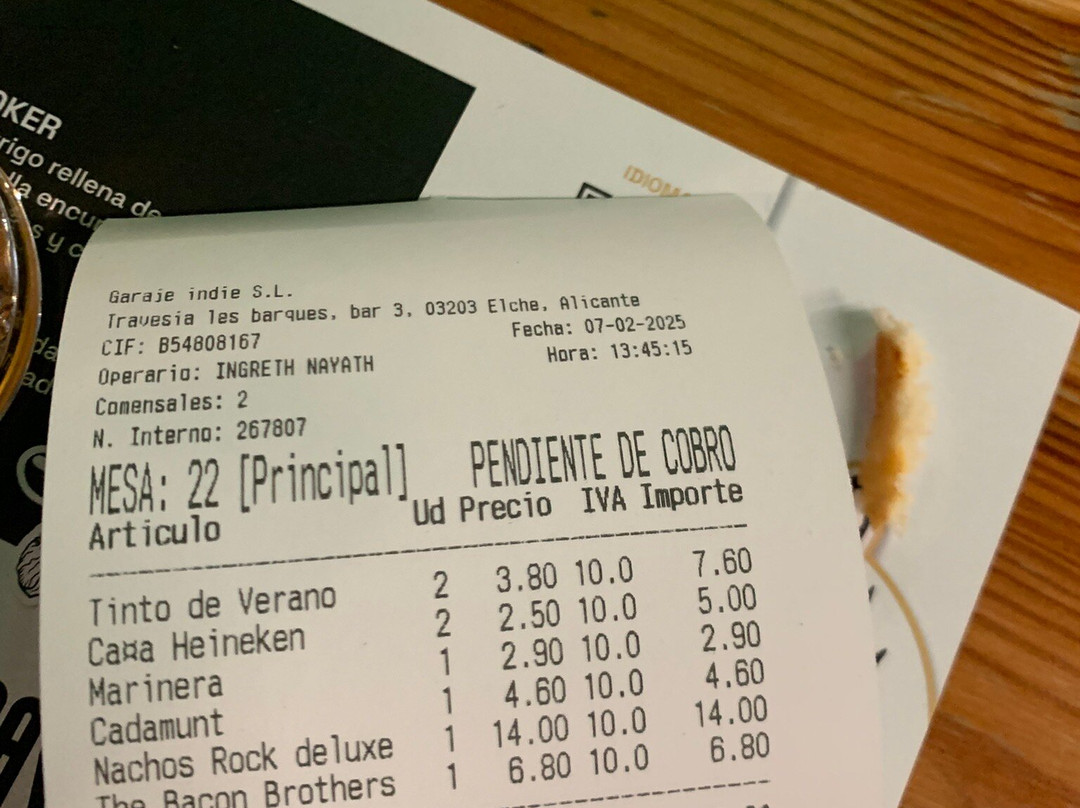 OKER
rigo rellena de
lla encur
s y c
da
ad
IDIOM
Garaje indie S.L.
Travesia les barques, bar 3, 03203 Elche, Alicante
CIF: B54808167 Fecha: 07-02-2025
Operario: INGRETH NAYATH Hora: 13:45:15
Comensales: 2
N. Interno: 267807
MESA: 22 [Principal] PENDIENTE DE COBRO
Articulo Ud Precio IVA Importe
Tinto de Verano 2 3.80 10.0 7.60
Ca¤a Heineken 2 2.50 10.0 5.00
Marinera 1 2.90 10.0 2.90
Cadamunt 1 4.60 10.0 4.60
Nachos Rock deluxe 1 14.00 10.0 14.00
The Bacon Brothers 1 6.80 10.0 6.80